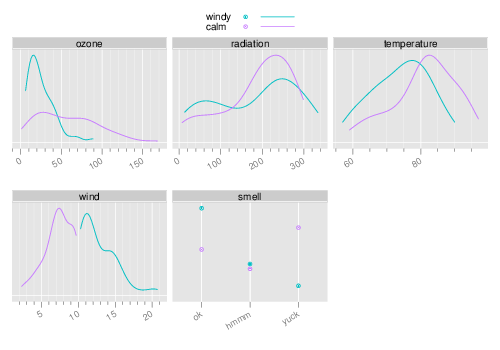 windy
calm
ozone
radiation
temperature
0 50 100 150
0 100 200 300
60 80
wind
smell
5 10 15 20
ok hmmm yuck